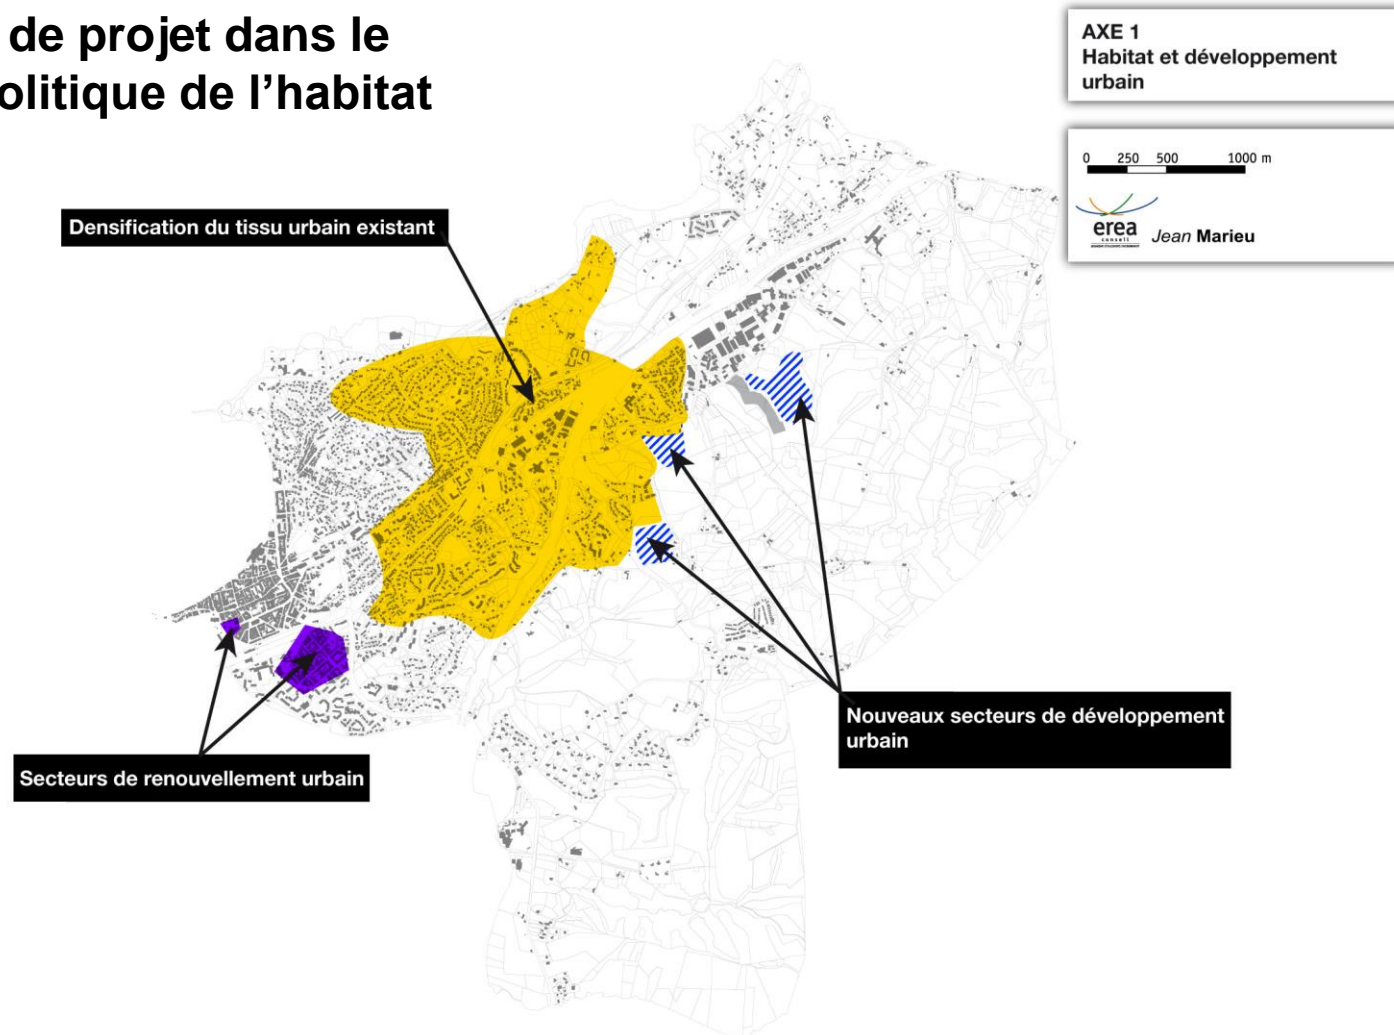 de projet dans le
olitique de l’habitat
AXE 1
Habitat et développement
urbain
0 250 500 1000 m
erea
conseil
Jean Marieu
Densification du tissu urbain existant
Nouveaux secteurs de développement
urbain
Secteurs de renouvellement urbain